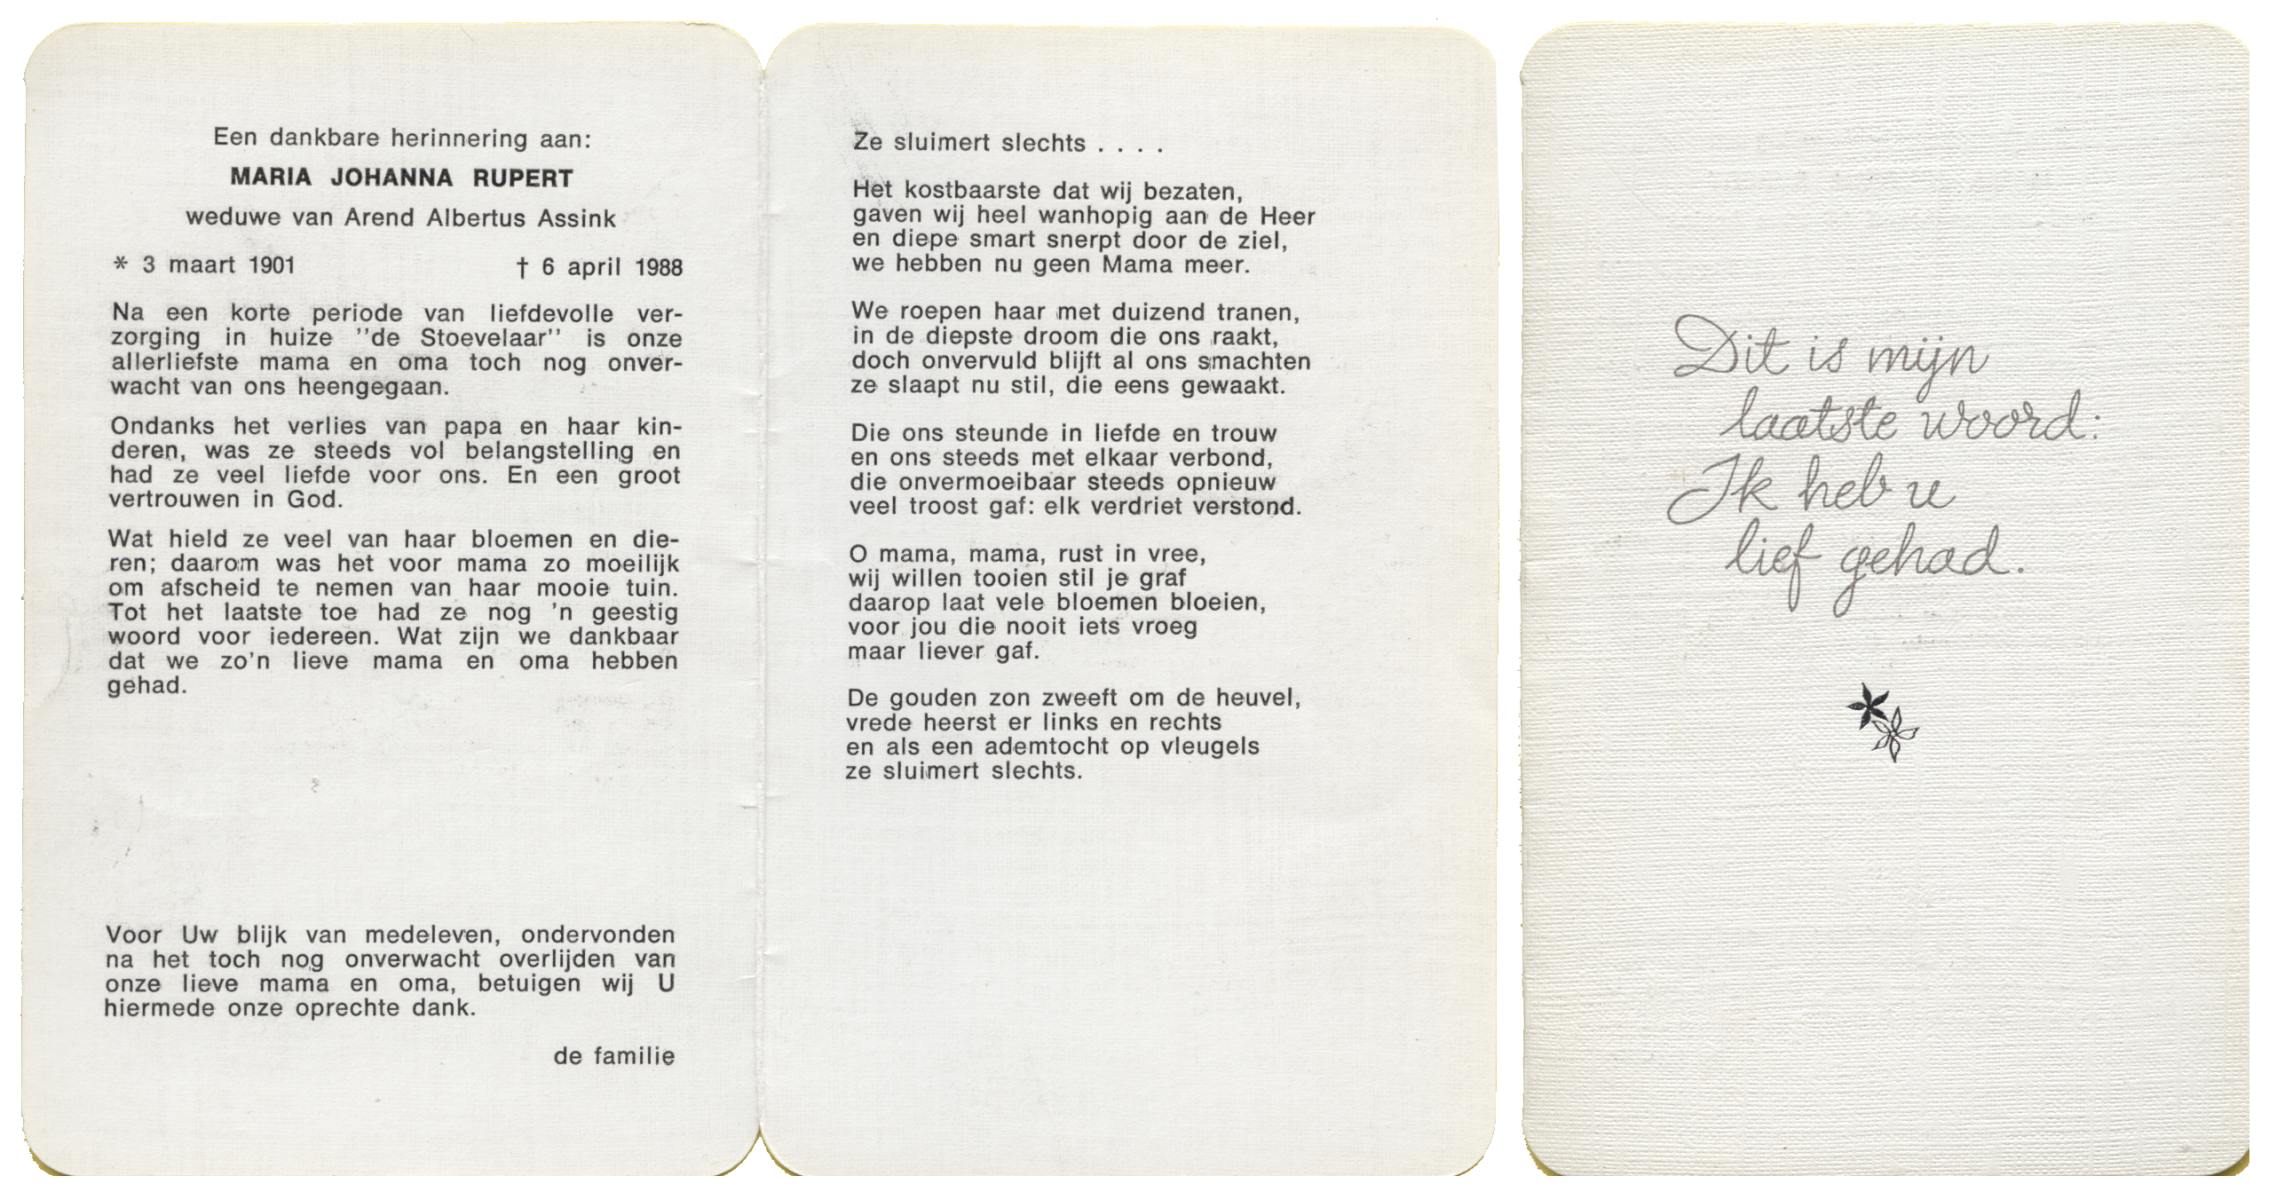 Een dankbare herinnering aan:
MARIA JOHANNA RUPERT
weduwe van Arend Albertus Assink
* 3 maart 1901 † 6 april 1988
Na een korte periode van liefdevolle ver-
zorging in huize "de Stoevelaar" is onze
allerliefste mama en oma toch nog onver-
wacht van ons heengegaan.
Ondanks het verlies van papa en haar kin-
deren, was ze steeds vol belangstelling en
had ze veel liefde voor ons. En een groot
vertrouwen in God.
Wat hield ze veel van haar bloemen en die-
ren; daarom was het voor mama zo moeilijk
om afscheid te nemen van haar mooie tuin.
Tot het laatste toe had ze nog 'n geestig
woord voor iedereen. Wat zijn we dankbaar
dat we zo'n lieve mama en oma hebben
gehad.
Voor Uw blijk van medeleven, ondervonden
na het toch nog onverwacht overlijden van
onze lieve mama en oma, betuigen wij U
hiermede onze oprechte dank.
de familie
Ze sluimert slechts . . . .
Het kostbaarste dat wij bezaten,
gaven wij heel wanhopig aan de Heer
en diepe smart snerpt door de ziel,
we hebben nu geen Mama meer.
We roepen haar met duizend tranen,
in de diepste droom die ons raakt,
doch onvervuld blijft al ons smachten
ze slaapt nu stil, die eens gewaakt.
Die ons steunde in liefde en trouw
en ons steeds met elkaar verbond,
die onvermoeibaar steeds opnieuw
veel troost gaf: elk verdriet verstond.
O mama, mama, rust in vree,
wij willen tooien stil je graf
daarop laat vele bloemen bloeien,
voor jou die nooit iets vroeg
maar liever gaf.
De gouden zon zweeft om de heuvel,
vrede heerst er links en rechts
en als een ademtocht op vleugels
ze sluimert slechts.
Dit is mijn
laatste woord:
Ik heb u
lief gehad.